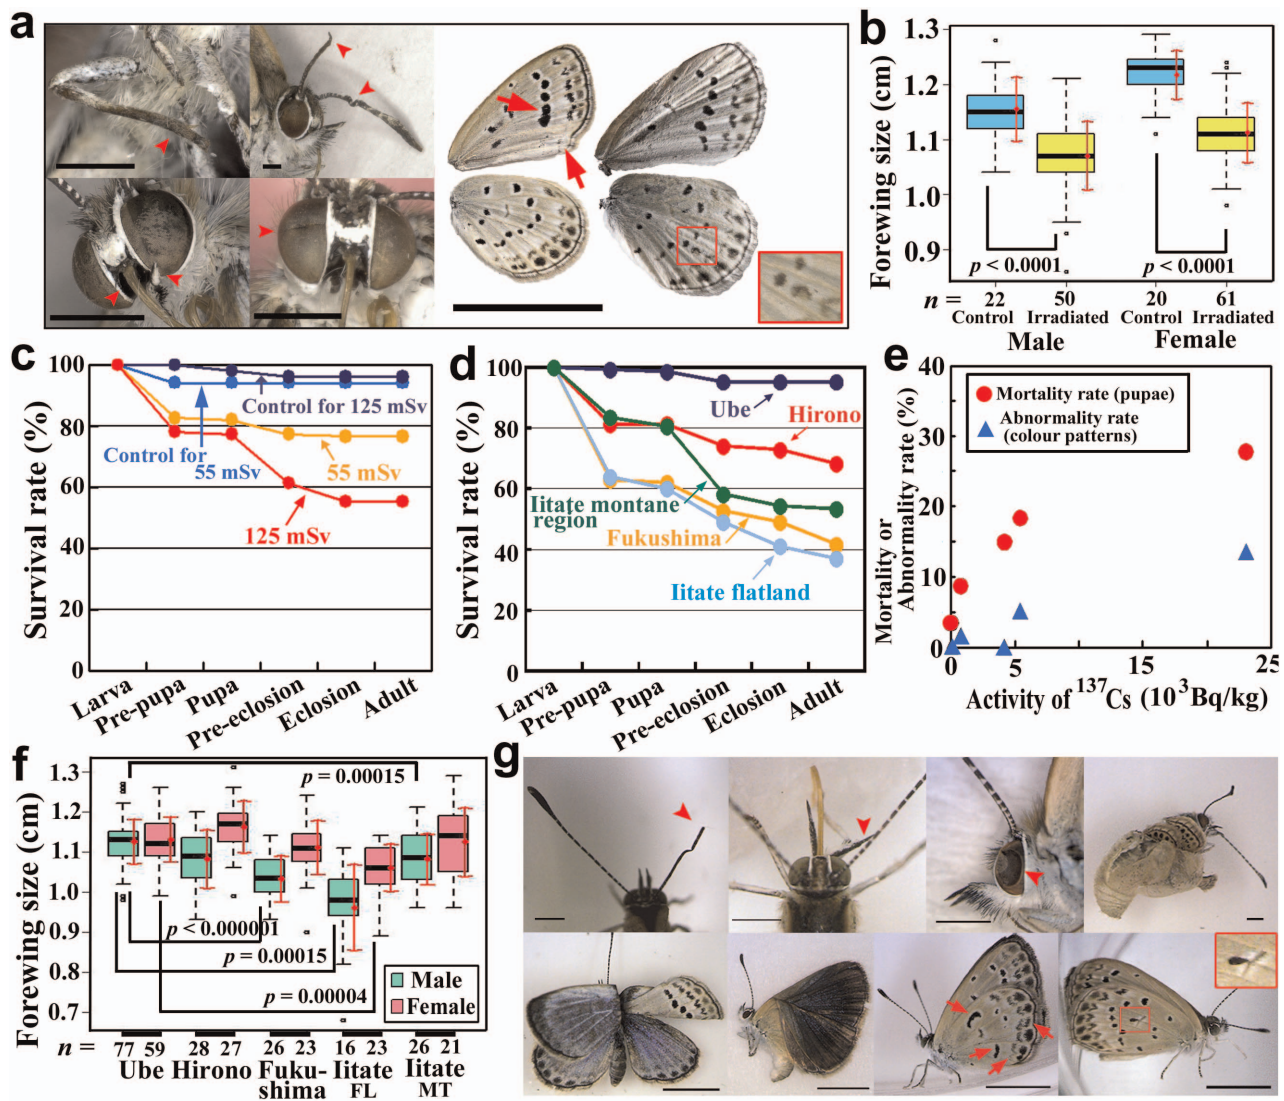 a
b
Forewing size (cm)
1.3
1.2
1.1
1.0
0.9
p < 0.0001
p < 0.0001
n = 22 50 20 61
Control Irradiated Control Irradiated
Male Female
c
Survival rate (%)
100
80
60
40
20
0
Control for 125 mSv
Control for
55 mSv
55 mSv
125 mSv
Larva
Pre-pupa
Pupa
Pre-eclosion
Eclosion
Adult
d
Survival rate (%)
100
80
60
40
20
0
Ube
Hirono
Iitate montane
region
Fukushima
Iitate flatland
Larva
Pre-pupa
Pupa
Pre-eclosion
Eclosion
Adult
e
Mortality or
Abnormality rate (%)
40
30
20
10
0
Mortality rate (pupae)
Abnormality rate
(colour patterns)
0 5 15 25
Activity of 137Cs (10³Bq/kg)
f
Forewing size (cm)
1.3
1.2
1.1
1.0
0.9
0.8
0.7
p = 0.00015
p < 0.000001
p = 0.00015
p = 0.00004
Male
Female
n = 77 59 28 27 26 23 16 23 26 21
Ube Hirono Fuku- Iitate Iitate
shima FL MT
g